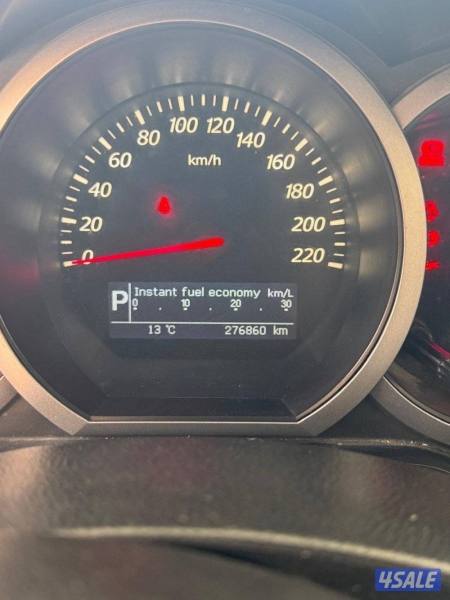 0 20 40 60 80 100 120 140 160 180 200 220
km/h
P
Instant fuel economy km/L
0 . 10 . 20 . 30
13 °C 276860 km
4SALE